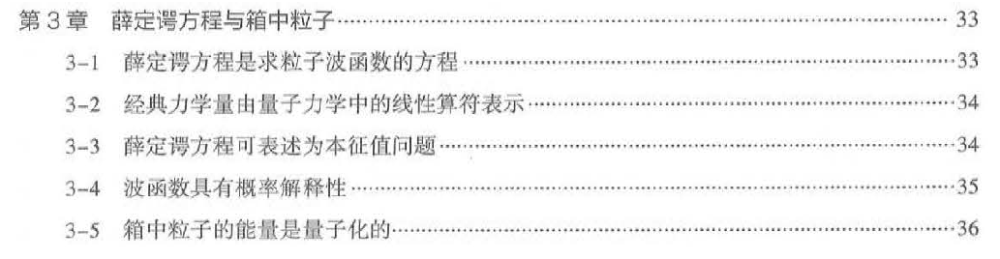 第3章 薛定谔方程与箱中粒子……33
3-1 薛定谔方程是求粒子波函数的方程……33
3-2 经典力学量由量子力学中的线性算符表示……34
3-3 薛定谔方程可表述为本征值问题……34
3-4 波函数具有概率解释性……35
3-5 箱中粒子的能量是量子化的……36